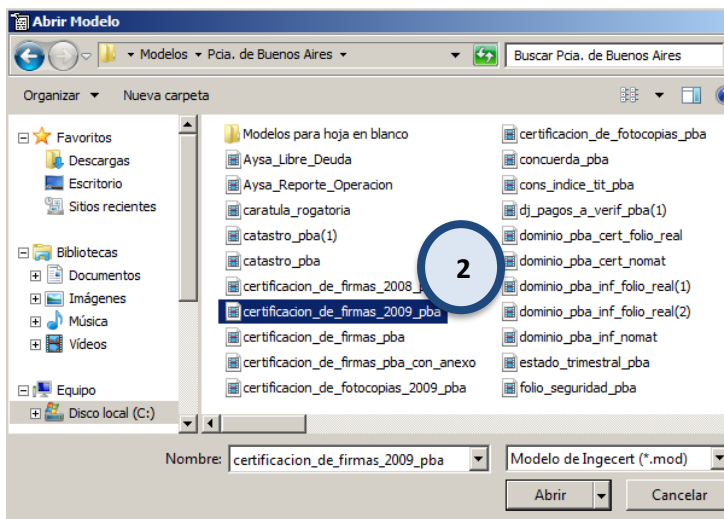 Abrir Modelo
Modelos Pcia. de Buenos Aires
Buscar Pcia. de Buenos Aires
Organizar Nueva carpeta
Favoritos
Descargas
Escritorio
Sitios recientes
Bibliotecas
Documentos
Imágenes
Música
Vídeos
Equipo
Disco local (C:)
Modelos para hoja en blanco
Aysa_Libre_Deuda
Aysa_Reporte_Operacion
caratula_rogatoria
catastro_pba(1)
catastro_pba
certificacion_de_firmas_2008_p
certificacion_de_firmas_2009_pba
certificacion_de_firmas_pba
certificacion_de_firmas_pba_con_anexo
certificacion_de_fotocopias_2009_pba
2
certificacion_de_fotocopias_pba
concuerda_pba
cons_indice_tit_pba
dj_pagos_a_verif_pba(1)
dominio_pba_cert_folio_real
dominio_pba_cert_nomat
dominio_pba_inf_folio_real(1)
dominio_pba_inf_folio_real(2)
dominio_pba_inf_nomat
estado_trimestral_pba
folio_seguridad_pba
Nombre: certificacion_de_firmas_2009_pba
Modelo de Ingecert (*.mod)
Abrir Cancelar